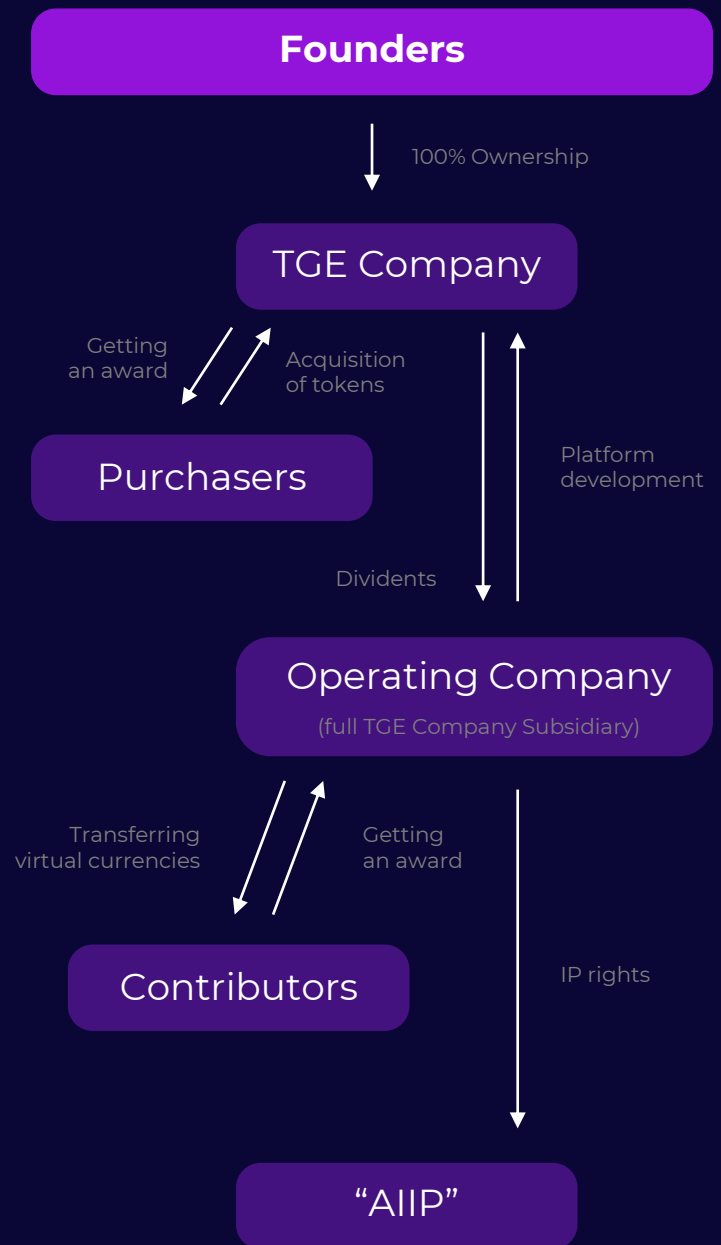 Founders
100% Ownership
TGE Company
Getting
an award
Acquisition
of tokens
Purchasers
Platform
development
Dividents
Operating Company
(full TGE Company Subsidiary)
Transferring
virtual currencies
Getting
an award
Contributors
IP rights
“AIIP”